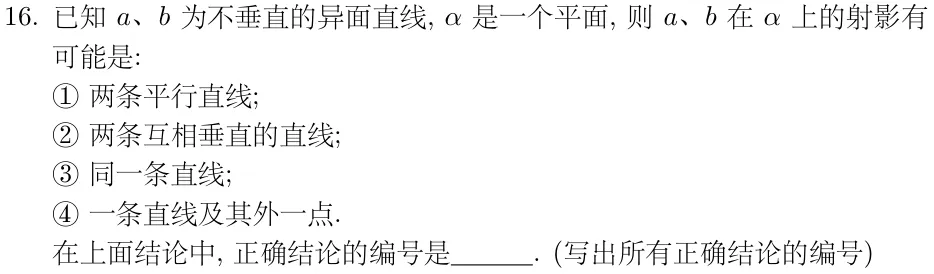 16. 已知 a、b 为不垂直的异面直线, α 是一个平面, 则 a、b 在 α 上的射影有
可能是:
① 两条平行直线;
② 两条互相垂直的直线;
③ 同一条直线;
④ 一条直线及其外一点.
在上面结论中, 正确结论的编号是______. (写出所有正确结论的编号)